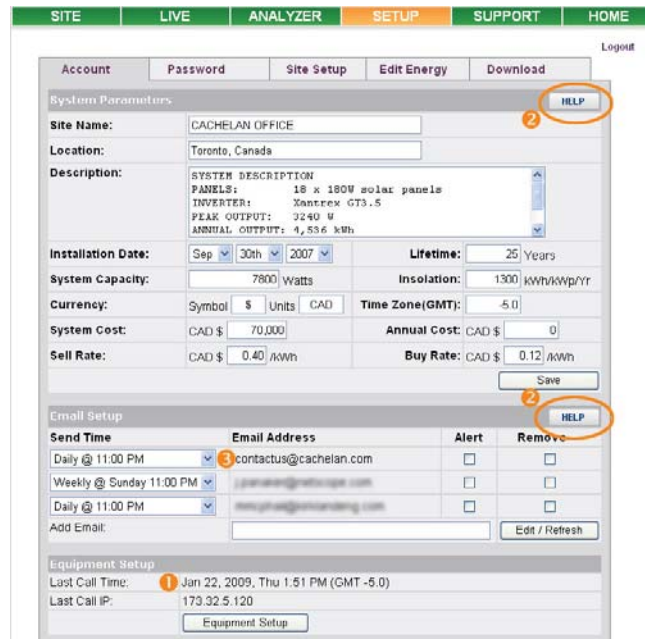 SITE LIVE ANALYZER SETUP SUPPORT HOME
Logout
Account Password Site Setup Edit Energy Download
System Parameters HELP
2
Site Name: CACHELAN OFFICE
Location: Toronto, Canada
Description: SYSTEM DESCRIPTION
PANELS: 18 x 180W solar panels
INVERTER: Xantrex GT3.5
PEAK OUTPUT: 3240 W
ANNUAL OUTPUT: 4,536 kWh
Installation Date: Sep 30th 2007 Lifetime: 25 Years
System Capacity: 7800 Watts Insolation: 1300 kWh/kWp/Yr
Currency: Symbol $ Units CAD Time Zone(GMT): -5.0
System Cost: CAD $ 70,000 Annual Cost: CAD $ 0
Sell Rate: CAD $ 0.40 /kWh Buy Rate: CAD $ 0.12 /kWh
Save
2
Email Setup HELP
Send Time Email Address Alert Remove
Daily @ 11:00 PM 3 contactus@cachelan.com
Weekly @ Sunday 11:00 PM
Daily @ 11:00 PM
Add Email: Edit / Refresh
Equipment Setup
Last Call Time: 1 Jan 22, 2009, Thu 1:51 PM (GMT -5.0)
Last Call IP: 173.32.5.120
Equipment Setup